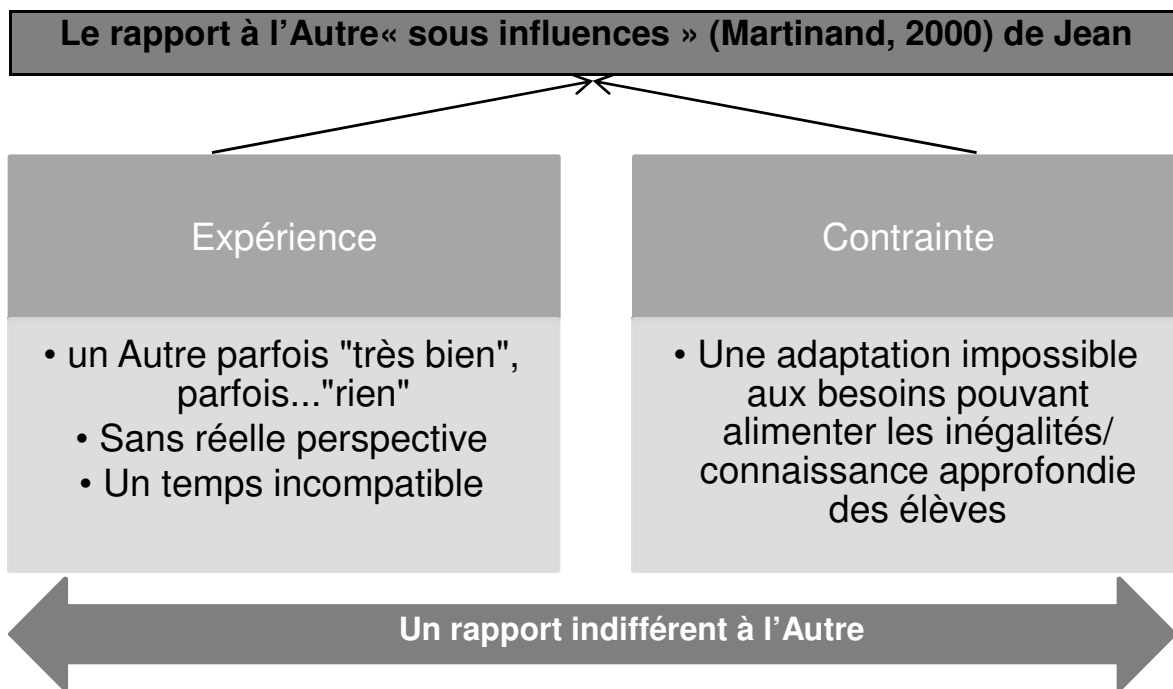 Le rapport à l’Autre« sous influences » (Martinand, 2000) de Jean
Expérience
• un Autre parfois "très bien",
parfois..."rien"
• Sans réelle perspective
• Un temps incompatible
Contrainte
• Une adaptation impossible
aux besoins pouvant
alimenter les inégalités/
connaissance approfondie
des élèves
Un rapport indifférent à l’Autre